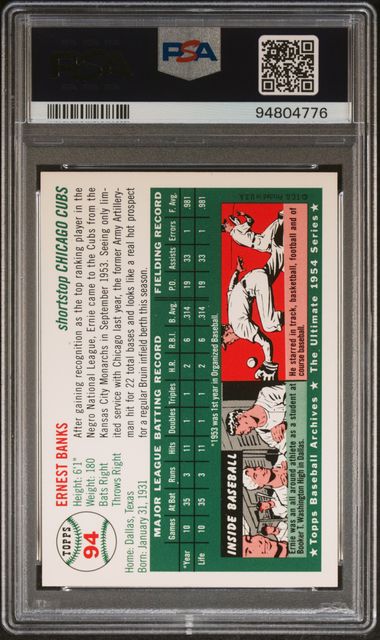 PSA
PSA
94804776
TOPPS
94
ERNEST BANKS
shortstop CHICAGO CUBS
Height: 6'1"
Weight: 180
Bats Right
Throws Right
Home: Dallas, Texas
Born: January 31, 1931
After gaining recognition as the top ranking player in the
Negro National League, Ernie came to the Cubs from the
Kansas City Monarchs in September 1953. Seeing only lim-
ited service with Chicago last year, the former Army Artillery-
man hit for 22 total bases and looks like a real hot prospect
for a regular Bruin infield berth this season.
MAJOR LEAGUE BATTING RECORD FIELDING RECORD
Games At Bat Runs Hits Doubles Triples H.R. R.B.I. B. Avg. P.O. Assists Errors F. Avg.
*Year 10 35 3 11 1 1 2 6 .314 19 33 1 .981
Life 10 35 3 11 1 1 2 6 .314 19 33 1 .981
*1953 was 1st year in Organized Baseball.
INSIDE BASEBALL
Ernie was an all around athlete as a student at
Booker T. Washington High in Dallas.
He starred in track, basketball, football and of
course baseball.
© T.C.G. Printed in U.S.A.
★ Topps Baseball Archives ★ The Ultimate 1954 Series ★